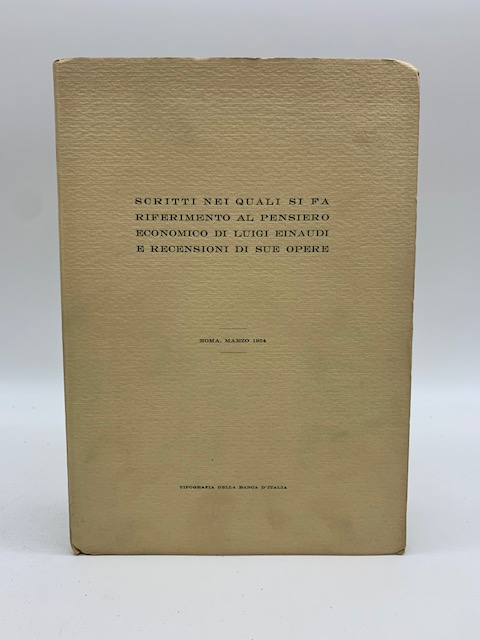 SCRITTI NEI QUALI SI FA
RIFERIMENTO AL PENSIERO
ECONOMICO DI LUIGI EINAUDI
E RECENSIONI DI SUE OPERE
ROMA, MARZO 1954
TIPOGRAFIA DELLA BANCA D'ITALIA